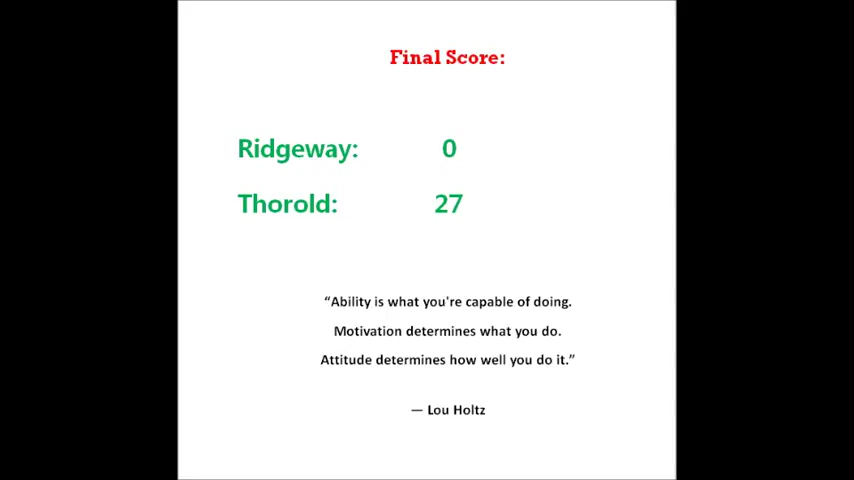 Final Score:
Ridgeway: 0
Thorold: 27
“Ability is what you're capable of doing.
Motivation determines what you do.
Attitude determines how well you do it.”
— Lou Holtz